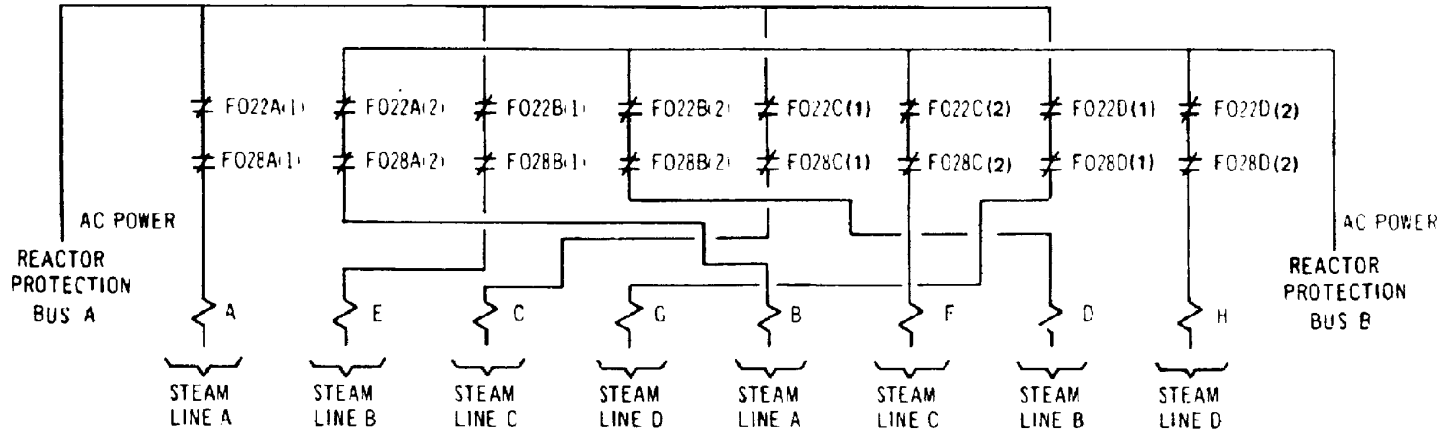 F022A(1) F022A(2) F022B(1) F022B(2) F022C(1) F022C(2) F022D(1) F022D(2)
F028A(1) F028A(2) F028B(1) F028B(2) F028C(1) F028C(2) F028D(1) F028D(2)
AC POWER
REACTOR
PROTECTION
BUS A
AC POWER
REACTOR
PROTECTION
BUS B
A E C G B F D H
STEAM STEAM STEAM STEAM STEAM STEAM STEAM STEAM
LINE A LINE B LINE C LINE D LINE A LINE C LINE B LINE D